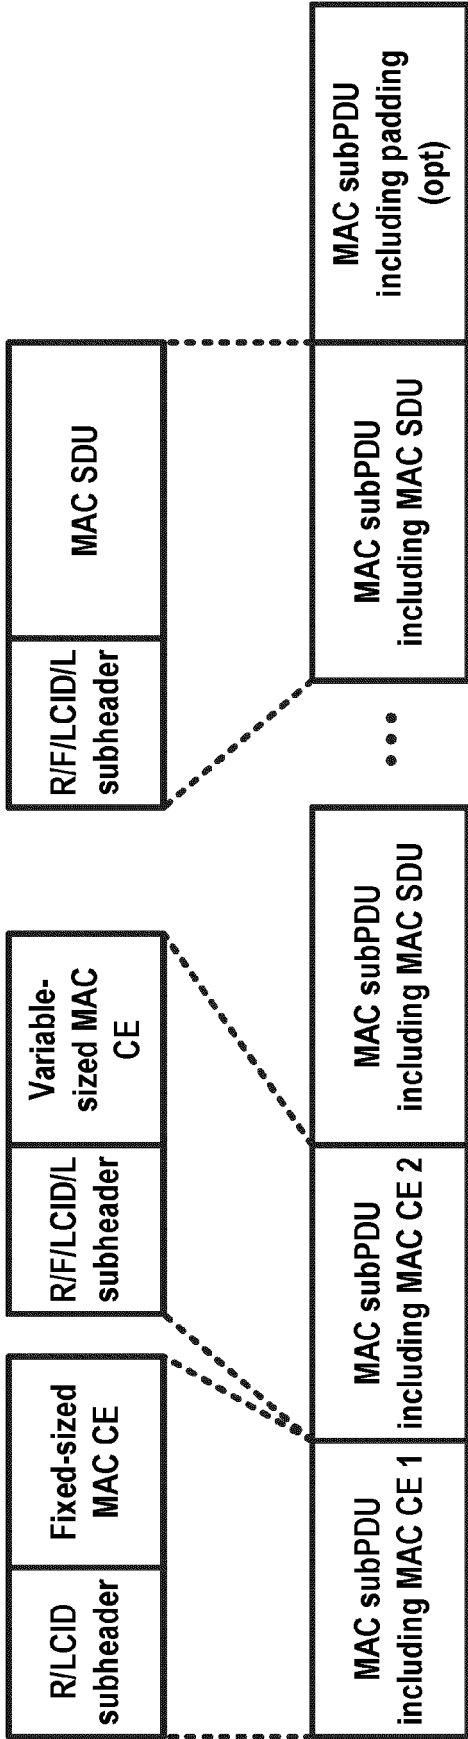 R/LCID
subheader
Fixed-sized
MAC CE
R/F/LCID/L
subheader
Variable-
sized MAC
CE
R/F/LCID/L
subheader
MAC SDU
MAC subPDU
including MAC CE 1
MAC subPDU
including MAC CE 2
MAC subPDU
including MAC SDU
•••
MAC subPDU
including MAC SDU
MAC subPDU
including padding
(opt)